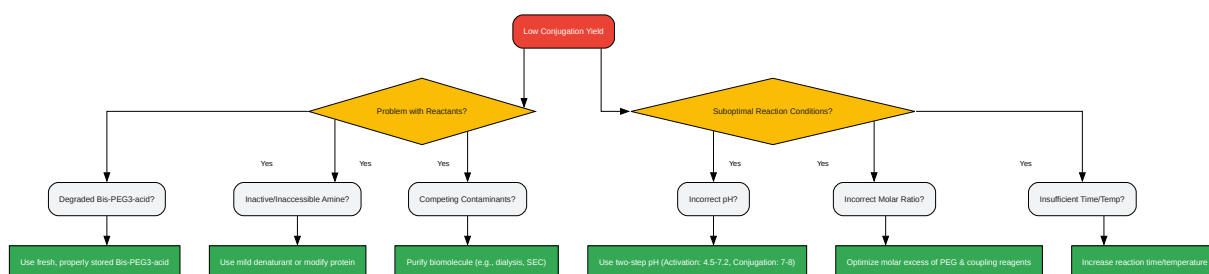 Low Conjugation Yield
Problem with Reactants?
Suboptimal Reaction Conditions?
Yes
Yes
Yes
Yes
Yes
Yes
Degraded Bis-PEG3-acid?
Inactive/Inaccessible Amine?
Competing Contaminants?
Incorrect pH?
Incorrect Molar Ratio?
Insufficient Time/Temp?
Use fresh, properly stored Bis-PEG3-acid
Use mild denaturant or modify protein
Purify biomolecule (e.g., dialysis, SEC)
Use two-step pH (Activation: 4.5-7.2, Conjugation: 7-8)
Optimize molar excess of PEG & coupling reagents
Increase reaction time/temperature